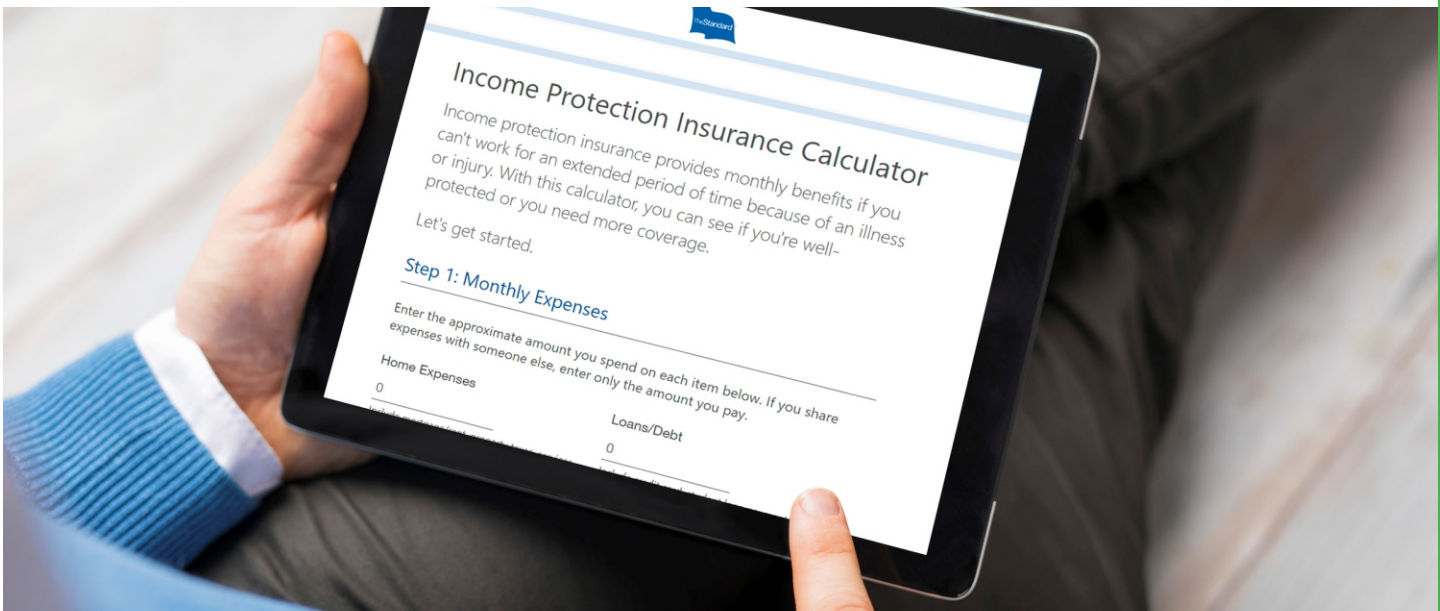 TheStandard
Income Protection Insurance Calculator
Income protection insurance provides monthly benefits if you
can't work for an extended period of time because of an illness
or injury. With this calculator, you can see if you're well-
protected or you need more coverage.
Let's get started.
Step 1: Monthly Expenses
Enter the approximate amount you spend on each item below. If you share
expenses with someone else, enter only the amount you pay.
Home Expenses
0
Loans/Debt
0